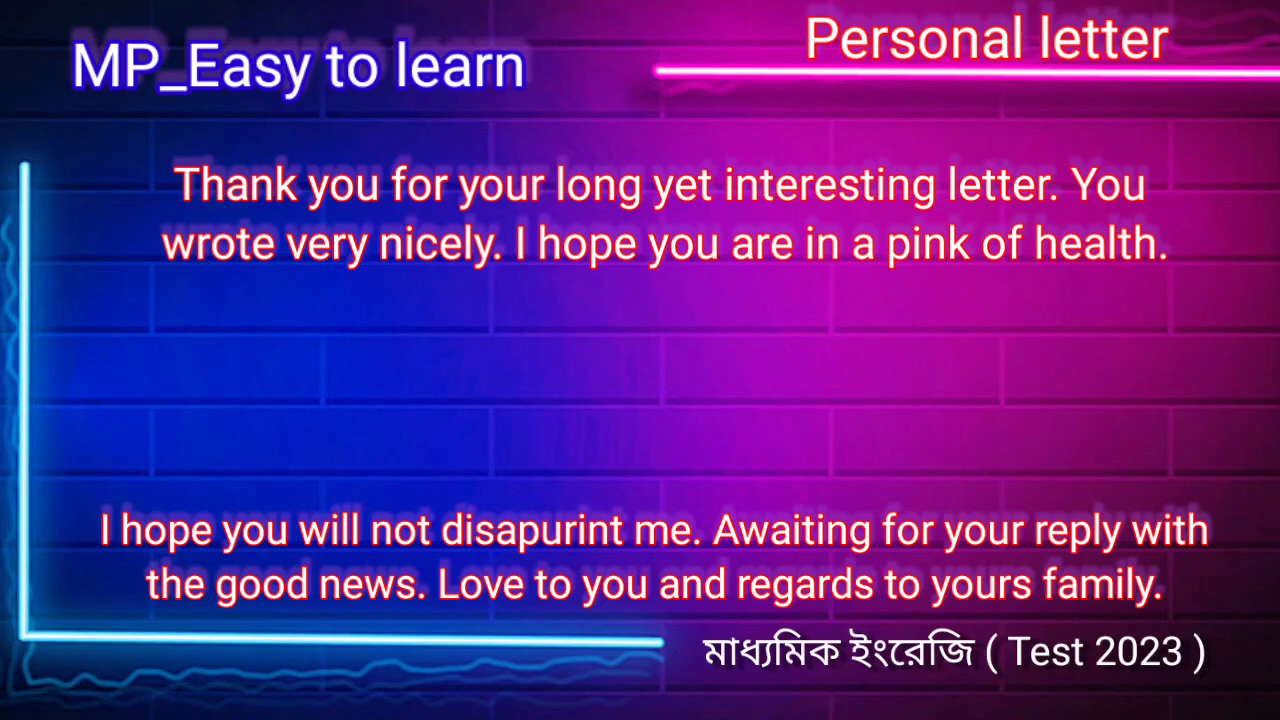 MP_Easy to learn
Personal letter
Thank you for your long yet interesting letter. You
wrote very nicely. I hope you are in a pink of health.
I hope you will not disapurint me. Awaiting for your reply with
the good news. Love to you and regards to yours family.
মাধ্যমিক ইংরেজি ( Test 2023 )